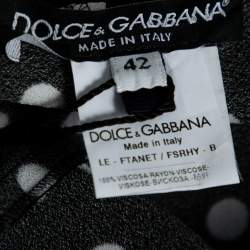 DOLCE & GABBANA
MADE IN ITALY
42
DOLCE & GABBANA
Made in Italy
LE - FTANET / FSRHY - B
100% VISCOSA-RAYON-VISCOSE-